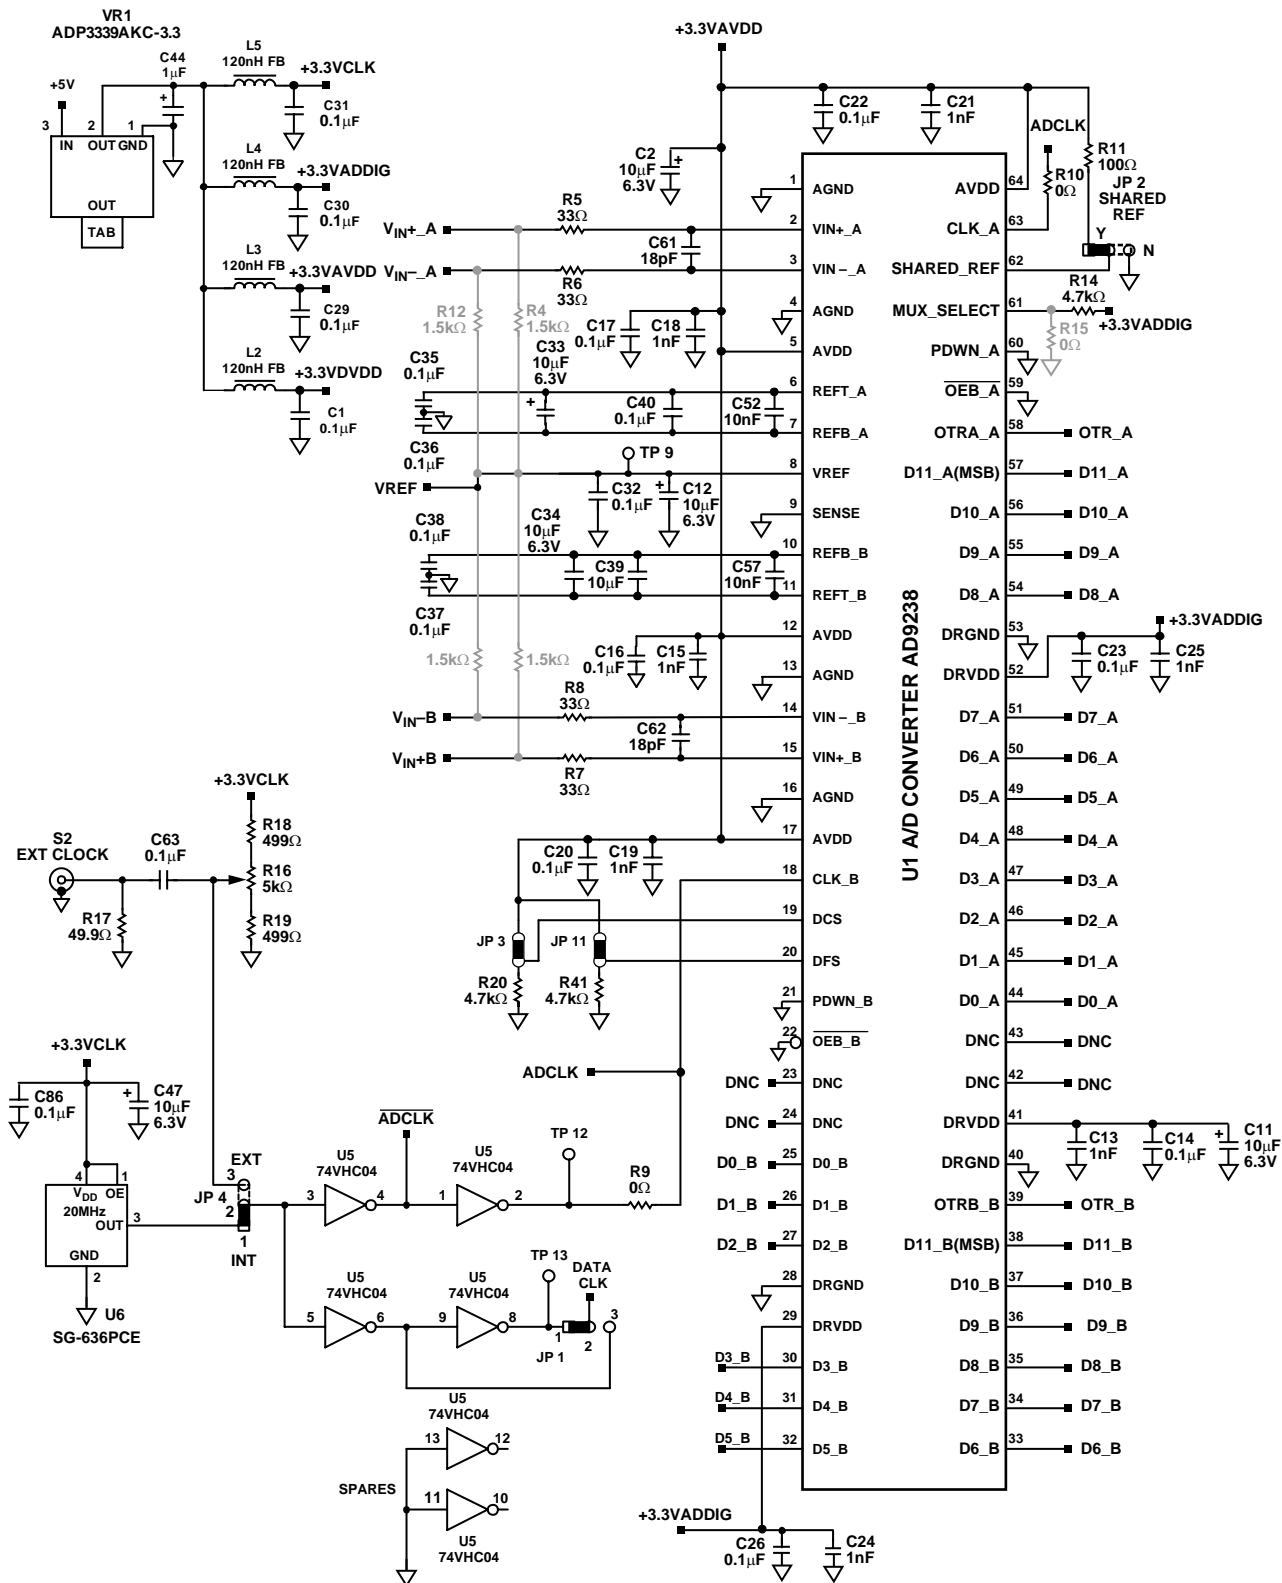 VR1
ADP3339AKC-3.3
C44
1µF
L5
120nH FB
+3.3VCLK
+5V
C31
0.1µF
3
2
1
IN
OUT
GND
OUT
TAB
L4
120nH FB
+3.3VADDIG
C30
0.1µF
L3
120nH FB
+3.3VAVDD
C29
0.1µF
L2
120nH FB
+3.3VDVDD
C1
0.1µF
+3.3VAVDD
C22
0.1µF
C21
1nF
ADCLK
R11
100Ω
R10
0Ω
JP 2
SHARED
REF
Y
N
C2
10µF
6.3V
+
VIN+_A
R5
33Ω
C61
18pF
VIN–_A
R6
33Ω
R12
1.5kΩ
R4
1.5kΩ
C17
0.1µF
C18
1nF
C33
10µF
6.3V
+
C35
0.1µF
C40
0.1µF
C52
10nF
C36
0.1µF
TP 9
VREF
C32
0.1µF
+
C12
10µF
6.3V
C38
0.1µF
C34
10µF
6.3V
C39
10µF
C57
10nF
C37
0.1µF
C16
0.1µF
C15
1nF
1.5kΩ
1.5kΩ
R8
33Ω
VIN–B
C62
18pF
VIN+B
R7
33Ω
C20
0.1µF
C19
1nF
JP 3
JP 11
R20
4.7kΩ
R41
4.7kΩ
U1 A/D CONVERTER AD9238
1 AGND
2 VIN+_A
3 VIN–_A
4 AGND
5 AVDD
6 REFT_A
7 REFB_A
8 VREF
9 SENSE
10 REFB_B
11 REFT_B
12 AVDD
13 AGND
14 VIN–_B
15 VIN+_B
16 AGND
17 AVDD
18 CLK_B
19 DCS
20 DFS
21 PDWN_B
22 OEB_B
DNC 23 DNC
DNC 24 DNC
D0_B 25 D0_B
D1_B 26 D1_B
D2_B 27 D2_B
28 DRGND
29 DRVDD
D3_B 30 D3_B
D4_B 31 D4_B
D5_B 32 D5_B
AVDD 64
CLK_A 63
SHARED_REF 62
MUX_SELECT 61
R14
4.7kΩ
+3.3VADDIG
R15
0Ω
PDWN_A 60
OEB_A 59
OTRA_A 58 OTR_A
D11_A(MSB) 57 D11_A
D10_A 56 D10_A
D9_A 55 D9_A
D8_A 54 D8_A
DRGND 53
+3.3VADDIG
DRVDD 52
C23
0.1µF
C25
1nF
D7_A 51 D7_A
D6_A 50 D6_A
D5_A 49 D5_A
D4_A 48 D4_A
D3_A 47 D3_A
D2_A 46 D2_A
D1_A 45 D1_A
D0_A 44 D0_A
DNC 43 DNC
DNC 42 DNC
DRVDD 41
C13
1nF
C14
0.1µF
+
C11
10µF
6.3V
DRGND 40
OTRB_B 39 OTR_B
D11_B(MSB) 38 D11_B
D10_B 37 D10_B
D9_B 36 D9_B
D8_B 35 D8_B
D7_B 34 D7_B
D6_B 33 D6_B
+3.3VADDIG
C26
0.1µF
C24
1nF
+3.3VCLK
R18
499Ω
S2
EXT CLOCK
C63
0.1µF
R16
5kΩ
R17
49.9Ω
R19
499Ω
+3.3VCLK
C86
0.1µF
+
C47
10µF
6.3V
4
1
VDD
OE
20MHz
OUT
3
GND
2
U6
SG-636PCE
EXT
3
JP 4
2
1
INT
ADCLK
ADCLK
U5
74VHC04
3
4
U5
74VHC04
1
2
TP 12
R9
0Ω
U5
74VHC04
5
6
U5
74VHC04
9
8
TP 13
DATA
CLK
1
2
3
JP 1
U5
74VHC04
13
12
SPARES
11
10
U5
74VHC04